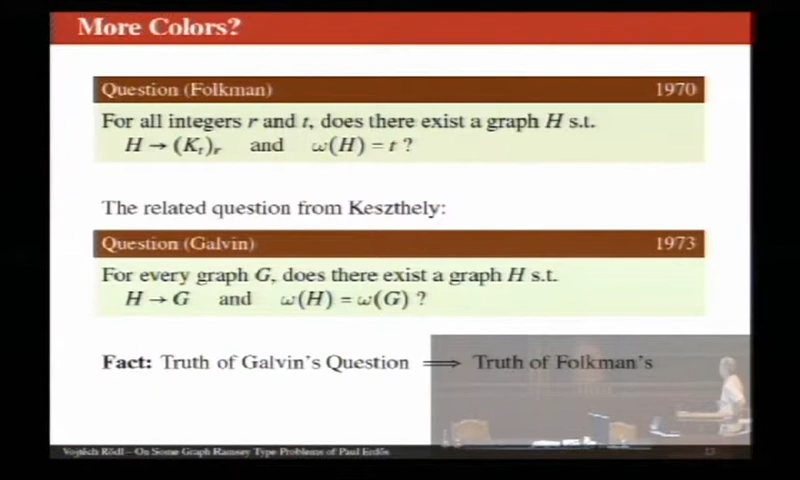 More Colors?
Question (Folkman) 1970
For all integers r and t, does there exist a graph H s.t.
H → (Kₜ)ᵣ and ω(H) = t ?
The related question from Keszthely:
Question (Galvin) 1973
For every graph G, does there exist a graph H s.t.
H → G and ω(H) = ω(G) ?
Fact: Truth of Galvin's Question ⟹ Truth of Folkman's
Vojtěch Rödl – On Some Graph Ramsey Type Problems of Paul Erdős 13